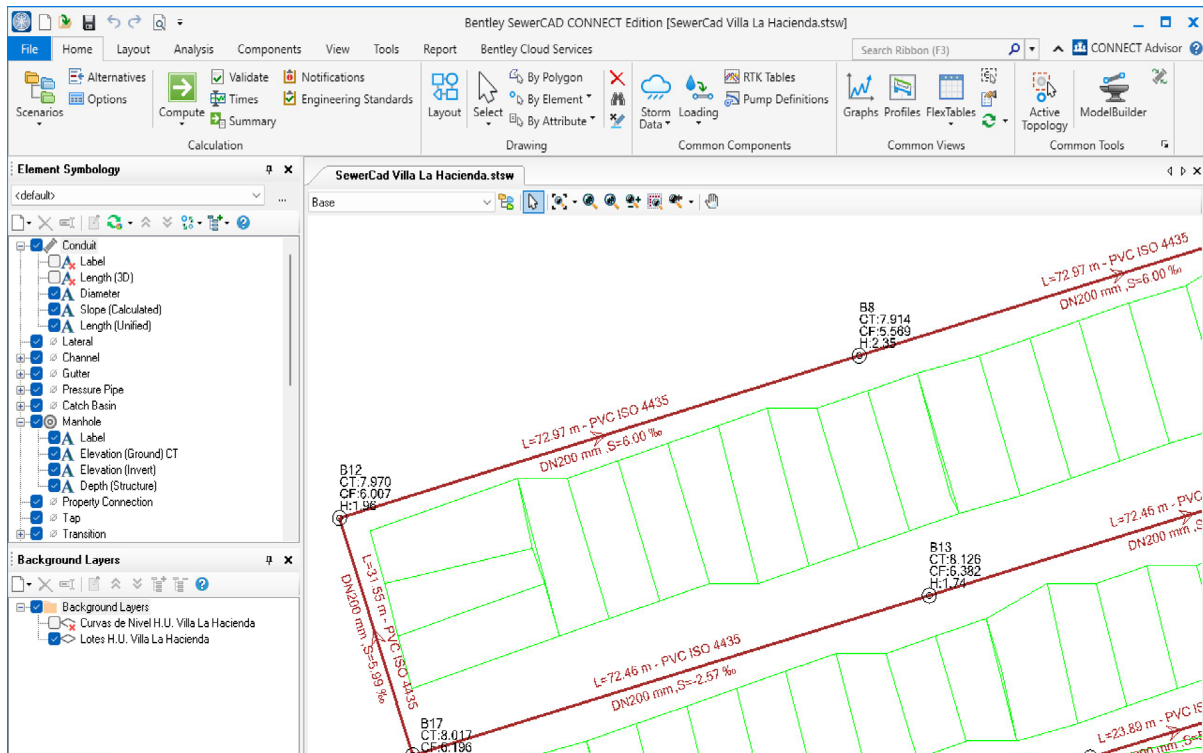 Bentley SewerCAD CONNECT Edition [SewerCad Villa La Hacienda.stsw]
File Home Layout Analysis Components View Tools Report Bentley Cloud Services Search Ribbon (F3) CONNECT Advisor
Scenarios
Alternatives
Options
Compute
Validate
Times
Summary
Notifications
Engineering Standards
Calculation
Layout
Select
By Polygon
By Element
By Attribute
Drawing
Storm Data
Loading
RTK Tables
Pump Definitions
Common Components
Graphs
Profiles
FlexTables
Common Views
Active Topology
ModelBuilder
Common Tools
Element Symbology
<default>
...
Conduit
Label
Length (3D)
Diameter
Slope (Calculated)
Length (Unified)
Lateral
Channel
Gutter
Pressure Pipe
Catch Basin
Manhole
Label
Elevation (Ground) CT
Elevation (Invert)
Depth (Structure)
Property Connection
Tap
Transition
Background Layers
Background Layers
Curvas de Nivel H.U. Villa La Hacienda
Lotes H.U. Villa La Hacienda
SewerCad Villa La Hacienda.stsw
Base
L=72.97 m - PVC ISO 4435
DN200 mm ,S=6.00 ‰
B8
CT:7.914
CF:5.569
H:2.35
L=72.97 m - PVC ISO 4435
DN200 mm ,S=6.00 ‰
B12
CT:7.970
CF:6.007
H:1.96
L=72.46 m - PVC IS
DN200 mm ,S=
B13
CT:8.126
CF:6.382
H:1.74
L=31.55 m - PVC ISO 4435
DN200 mm ,S=5.99 ‰
L=72.46 m - PVC ISO 4435
DN200 mm ,S=-2.57 ‰
B17
CT:8.017
CF:6.196
L=23.89 m - PVC